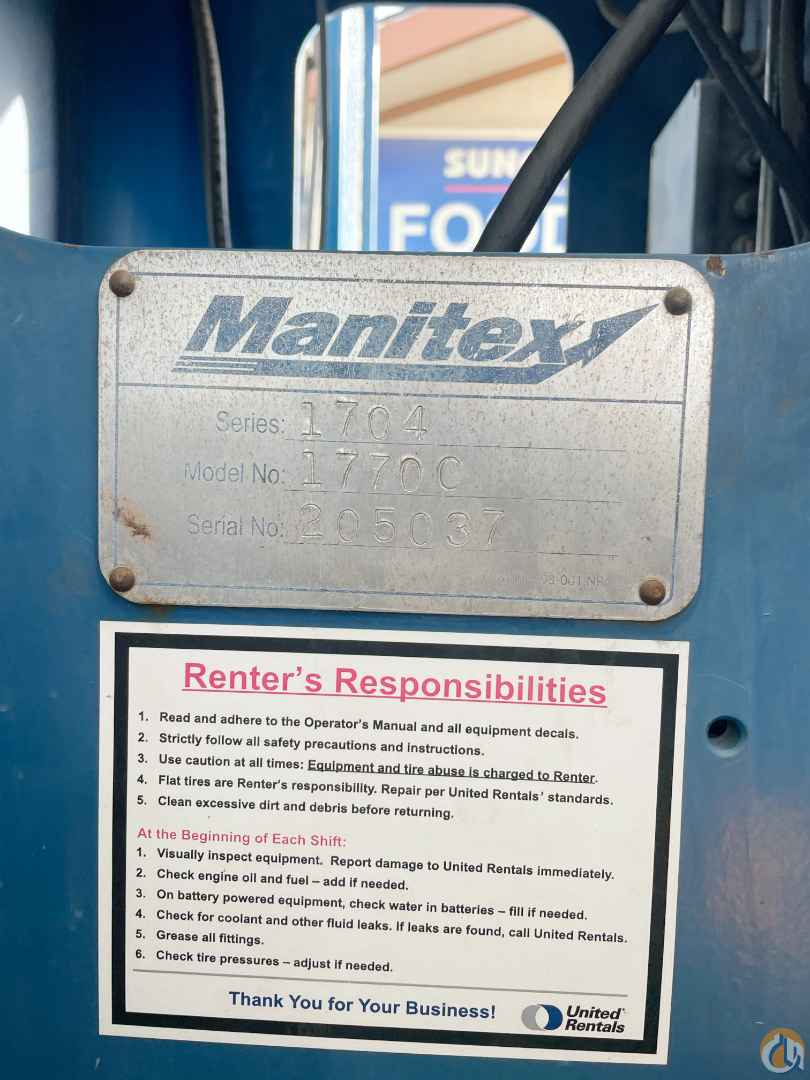 SUN
FOOD
Manitex
Series: 1704
Model No: 1770C
Serial No: 205037
Renter's Responsibilities
1. Read and adhere to the Operator's Manual and all equipment decals.
2. Strictly follow all safety precautions and instructions.
3. Use caution at all times: Equipment and tire abuse is charged to Renter.
4. Flat tires are Renter's responsibility. Repair per United Rentals' standards.
5. Clean excessive dirt and debris before returning.
At the Beginning of Each Shift:
1. Visually inspect equipment. Report damage to United Rentals immediately.
2. Check engine oil and fuel – add if needed.
3. On battery powered equipment, check water in batteries – fill if needed.
4. Check for coolant and other fluid leaks. If leaks are found, call United Rentals.
5. Grease all fittings.
6. Check tire pressures – adjust if needed.
Thank You for Your Business!
United
Rentals